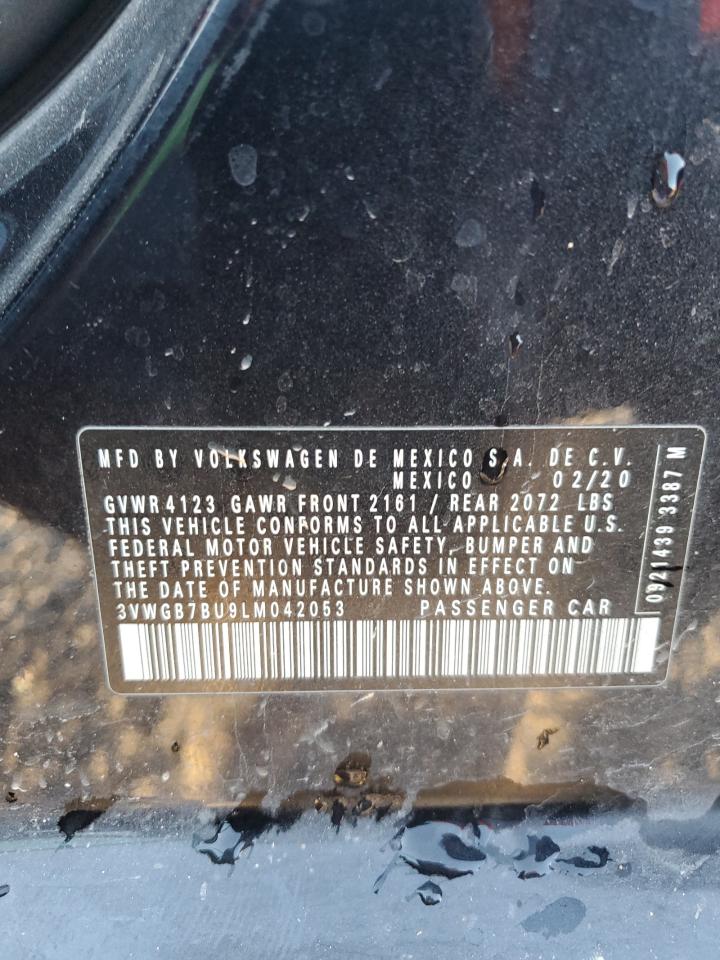 MFD BY VOLKSWAGEN DE MEXICO S.A. DE C.V.
MEXICO 02/20
GVWR 4123 GAWR FRONT 2161 / REAR 2072 LBS
THIS VEHICLE CONFORMS TO ALL APPLICABLE U.S.
FEDERAL MOTOR VEHICLE SAFETY, BUMPER AND
THEFT PREVENTION STANDARDS IN EFFECT ON
THE DATE OF MANUFACTURE SHOWN ABOVE.
3VWGB7BU9LM042053 PASSENGER CAR
0921439 3387 M